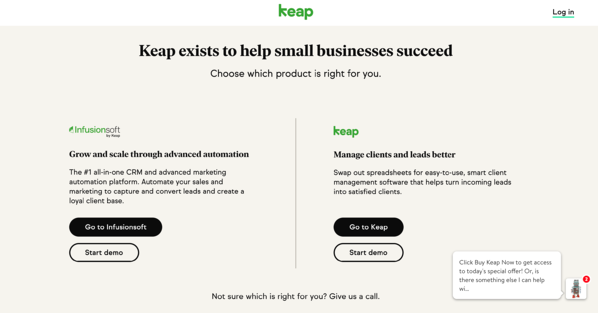 keap
Log in
Keap exists to help small businesses succeed
Choose which product is right for you.
Infusionsoft
by Keap
Grow and scale through advanced automation
The #1 all-in-one CRM and advanced marketing
automation platform. Automate your sales and
marketing to capture and convert leads and create a
loyal client base.
Go to Infusionsoft
Start demo
keap
Manage clients and leads better
Swap out spreadsheets for easy-to-use, smart client
management software that helps turn incoming leads
into satisfied clients.
Go to Keap
Start demo
Click Buy Keap Now to get access
to today's special offer! Or, is
there something else I can help
wi...
2
Not sure which is right for you? Give us a call.